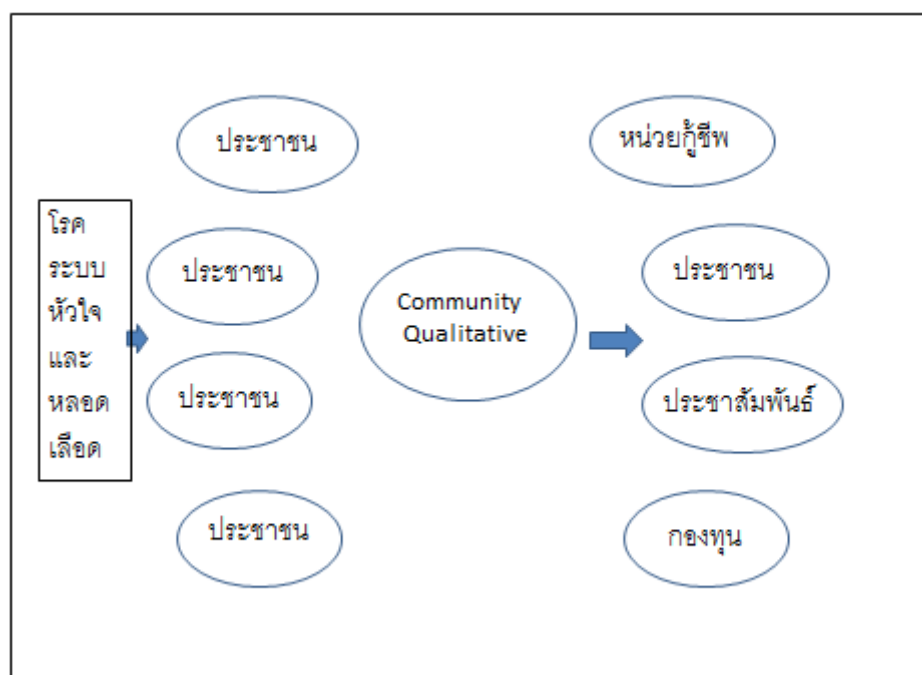 ประชาชน
หน่วยกู้ชีพ
โรค
ระบบ
หัวใจ
และ
หลอด
เลือด
ประชาชน
ประชาชน
ประชาชน
Community
Qualitative
ประชาชน
ประชาสัมพันธ์
กองทุน